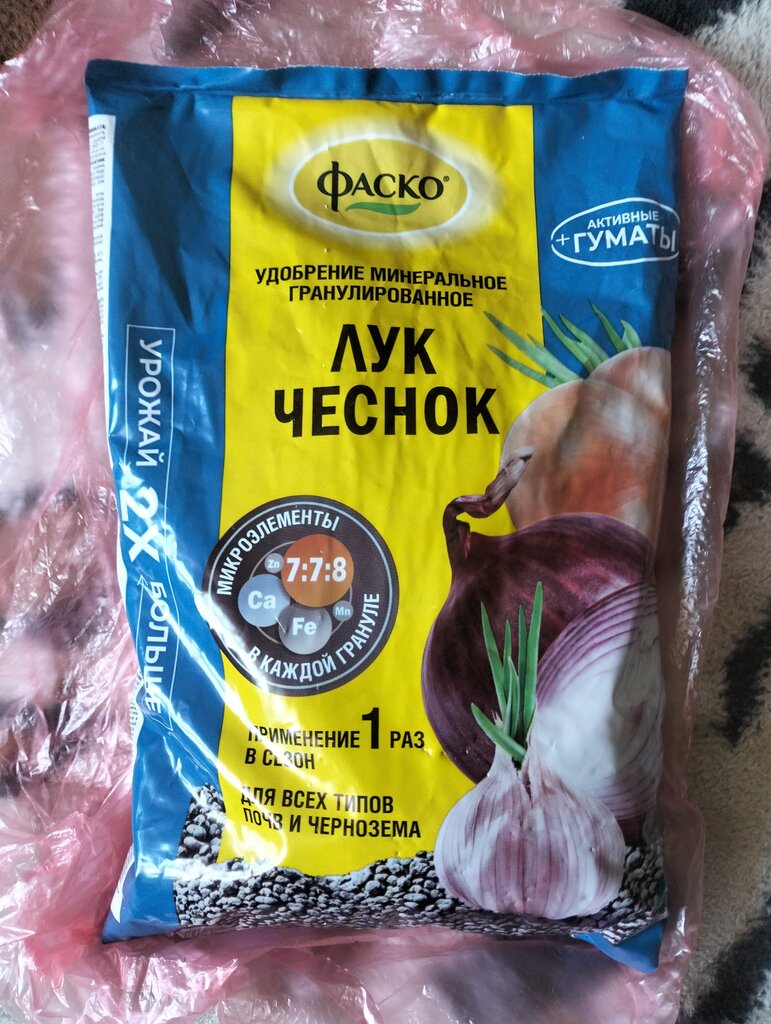 ФАСКО®
АКТИВНЫЕ
+ГУМАТЫ
УДОБРЕНИЕ МИНЕРАЛЬНОЕ
ГРАНУЛИРОВАННОЕ
ЛУК
ЧЕСНОК
УРОЖАЙ
2X
БОЛЬШЕ
МИКРОЭЛЕМЕНТЫ
Zn
7:7:8
Ca
Mn
Fe
В КАЖДОЙ ГРАНУЛЕ
ПРИМЕНЕНИЕ 1 РАЗ
В СЕЗОН
ДЛЯ ВСЕХ ТИПОВ
ПОЧВ И ЧЕРНОЗЕМА